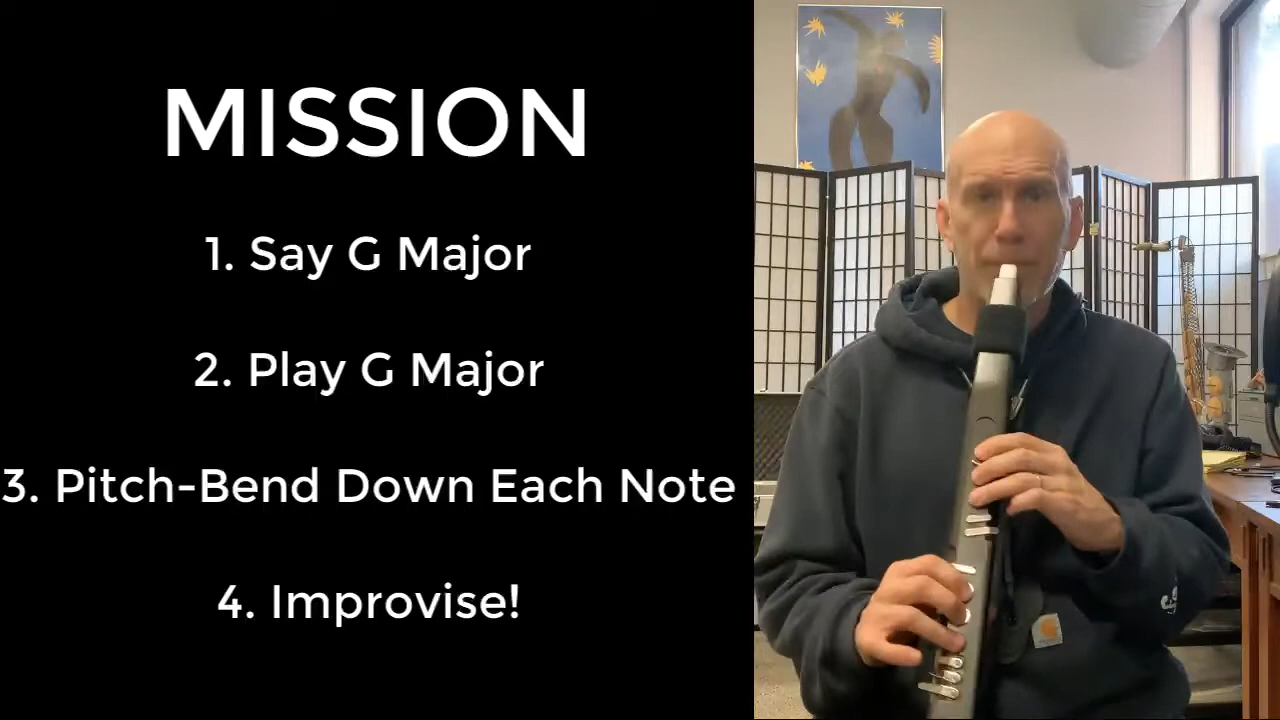 MISSION
1. Say G Major
2. Play G Major
3. Pitch-Bend Down Each Note
4. Improvise!